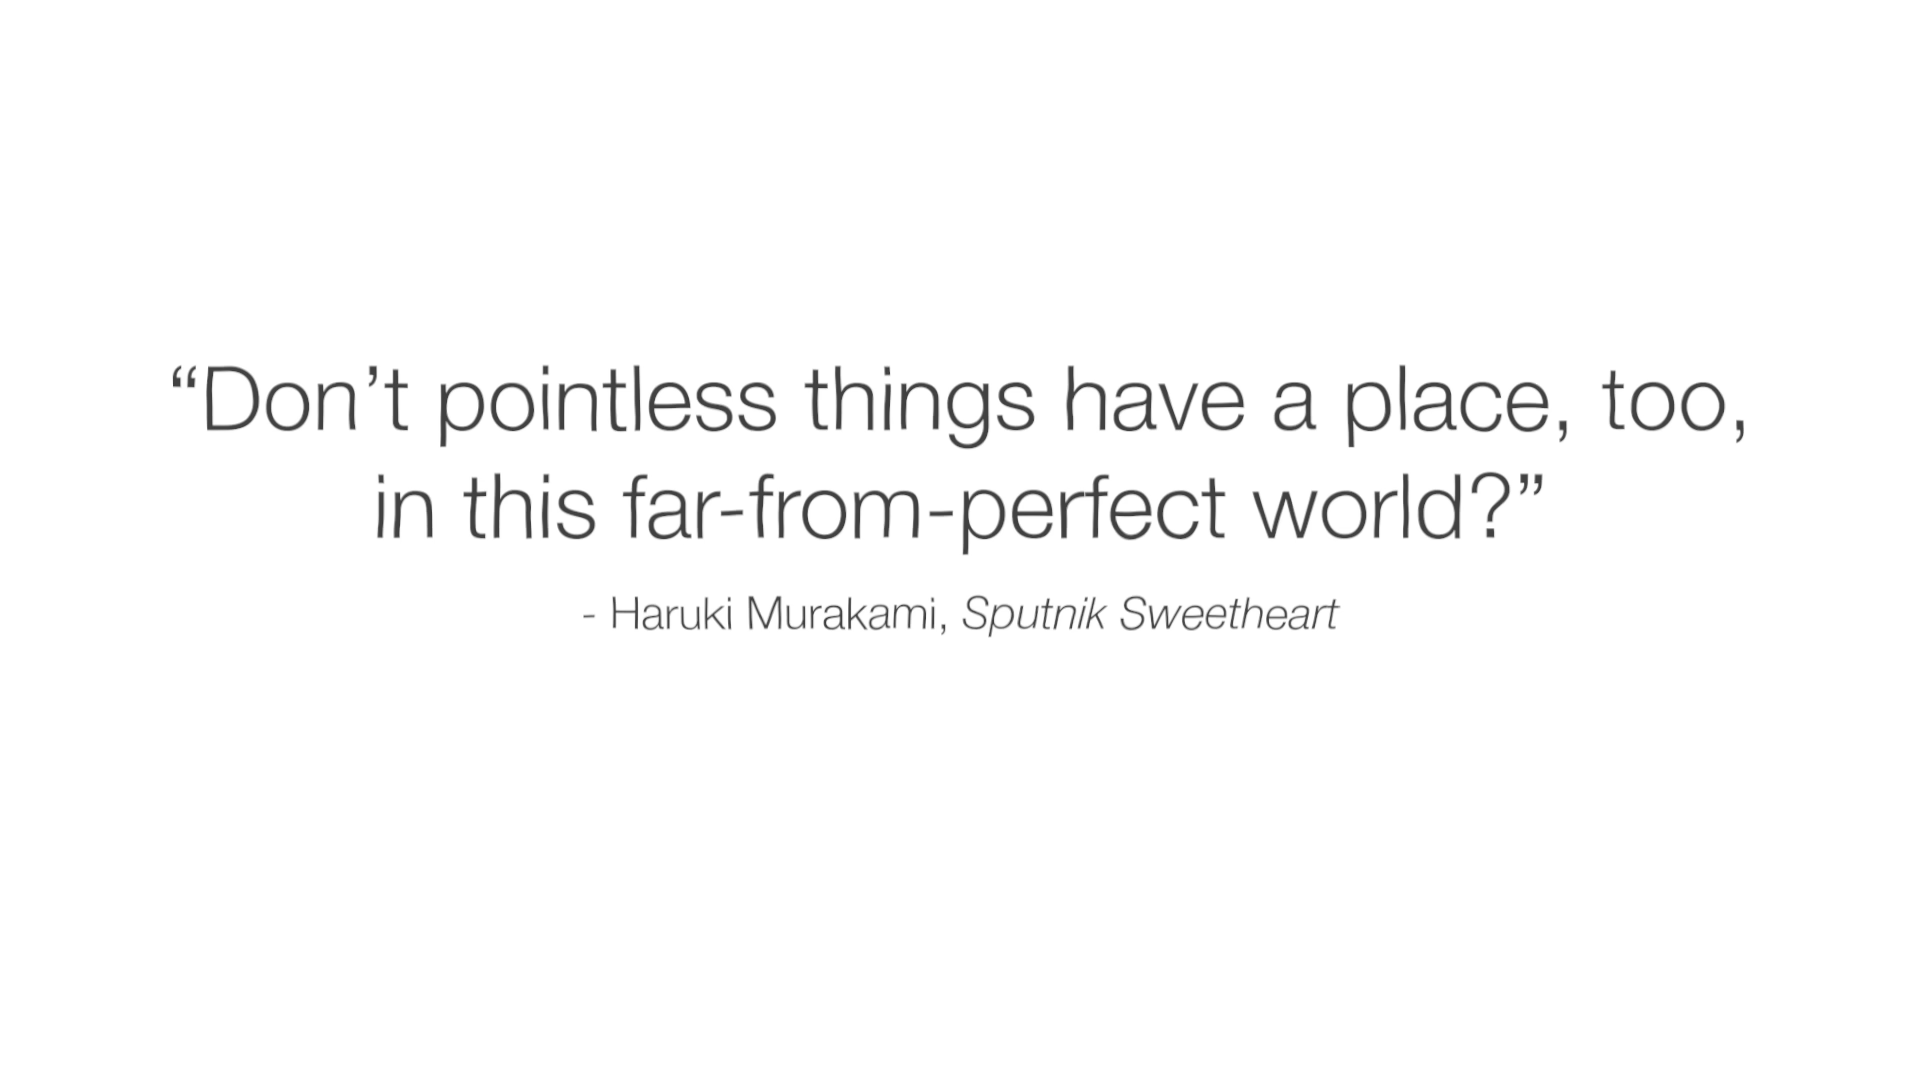 “Don’t pointless things have a place, too,
in this far-from-perfect world?”
- Haruki Murakami, Sputnik Sweetheart